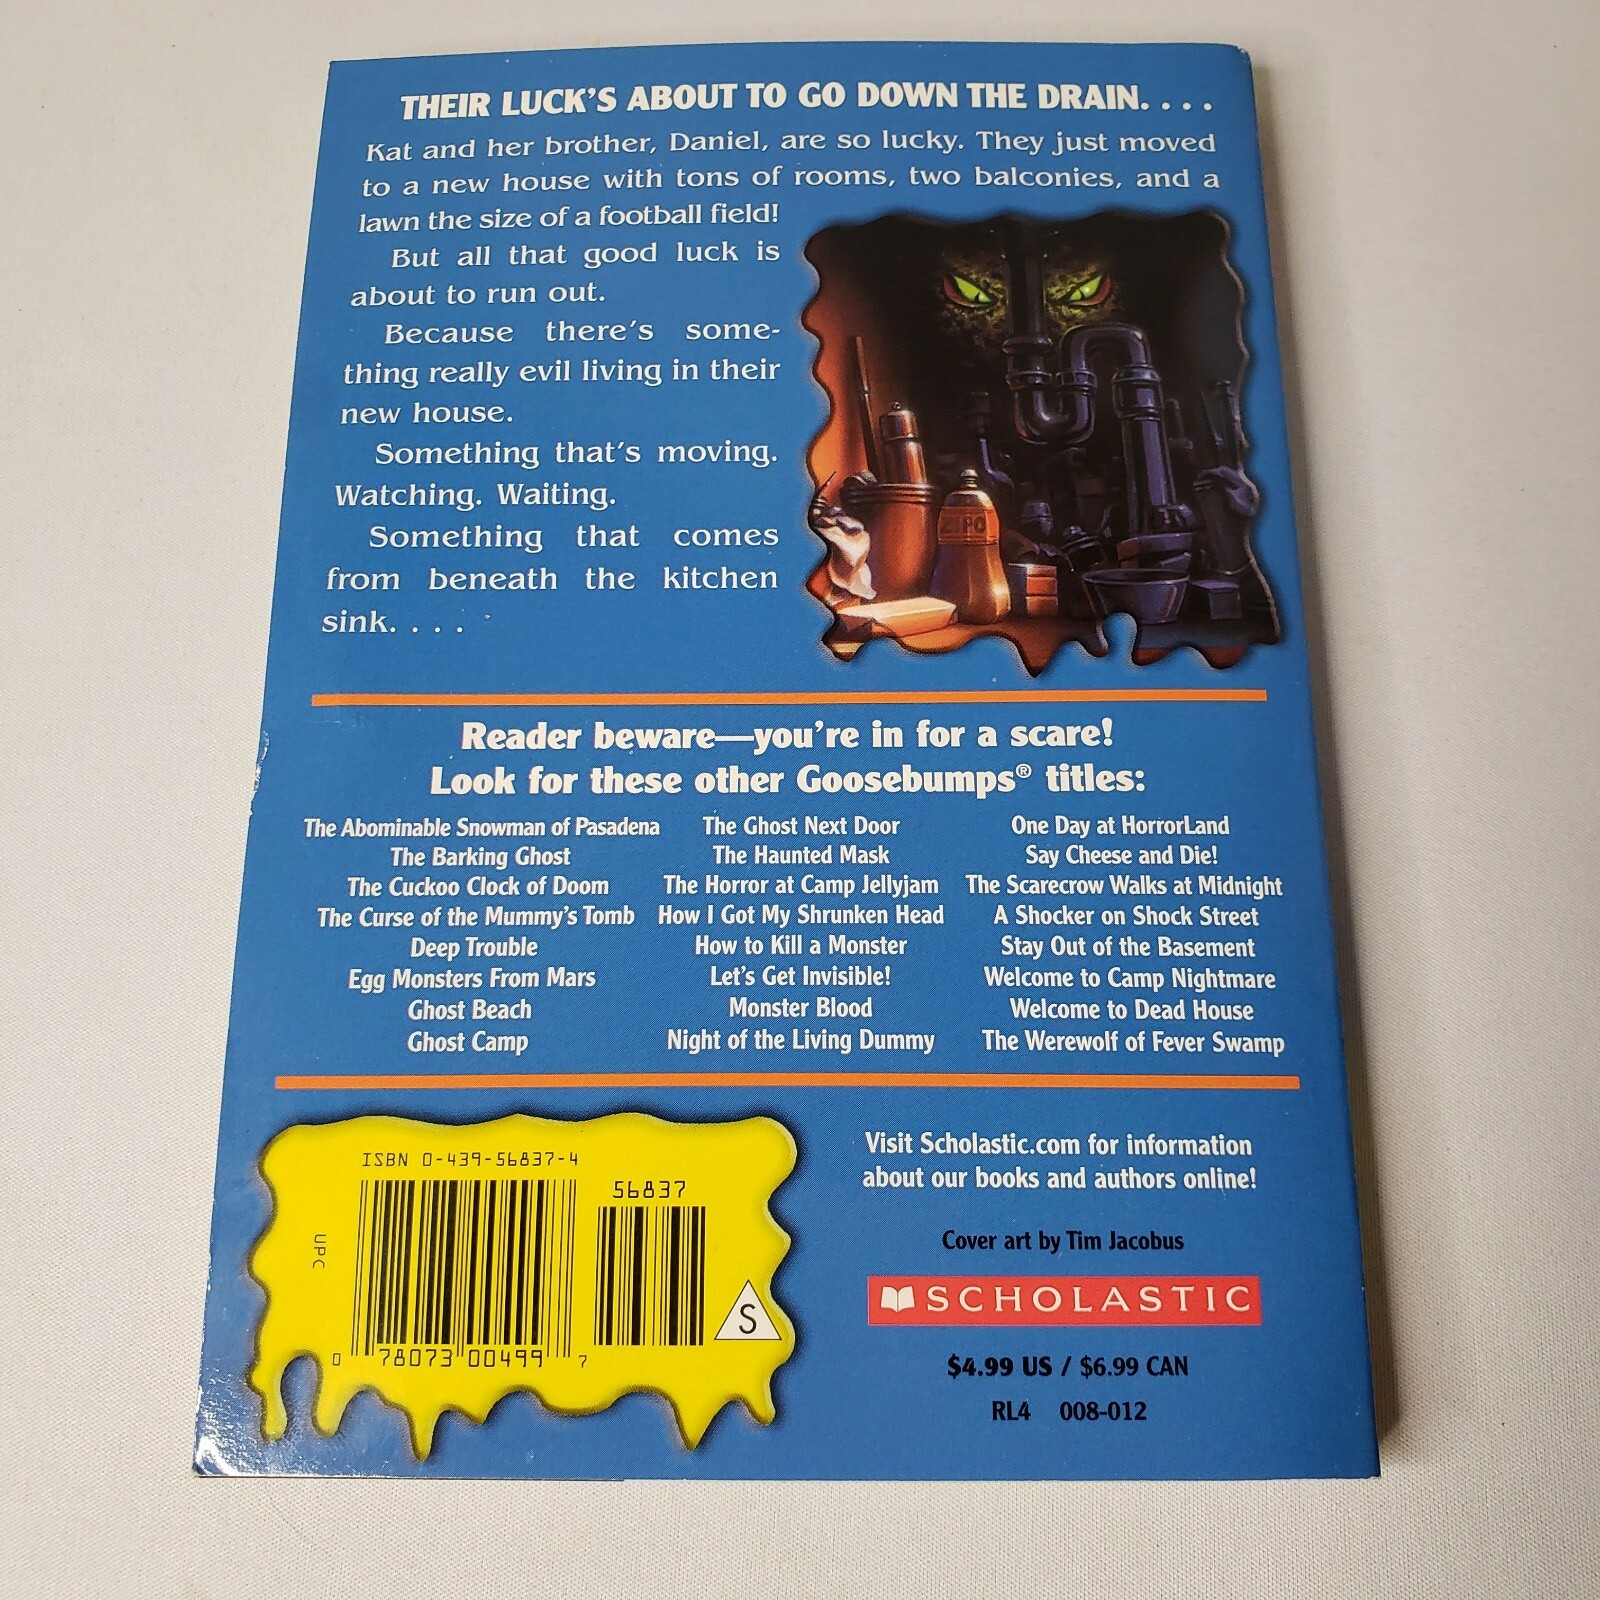 THEIR LUCK'S ABOUT TO GO DOWN THE DRAIN. . . .
Kat and her brother, Daniel, are so lucky. They just moved
to a new house with tons of rooms, two balconies, and a
lawn the size of a football field!
But all that good luck is
about to run out.
Because there's some-
thing really evil living in their
new house.
Something that's moving.
Watching. Waiting.
Something that comes
from beneath the kitchen
sink. . . .
ZIPO
Reader beware—you're in for a scare!
Look for these other Goosebumps® titles:
The Abominable Snowman of Pasadena
The Barking Ghost
The Cuckoo Clock of Doom
The Curse of the Mummy's Tomb
Deep Trouble
Egg Monsters From Mars
Ghost Beach
Ghost Camp
The Ghost Next Door
The Haunted Mask
The Horror at Camp Jellyjam
How I Got My Shrunken Head
How to Kill a Monster
Let's Get Invisible!
Monster Blood
Night of the Living Dummy
One Day at HorrorLand
Say Cheese and Die!
The Scarecrow Walks at Midnight
A Shocker on Shock Street
Stay Out of the Basement
Welcome to Camp Nightmare
Welcome to Dead House
The Werewolf of Fever Swamp
ISBN 0-439-56837-4
56837
UPC
S
0 78073 00499 7
Visit Scholastic.com for information
about our books and authors online!
Cover art by Tim Jacobus
SCHOLASTIC
$4.99 US / $6.99 CAN
RL4 008-012